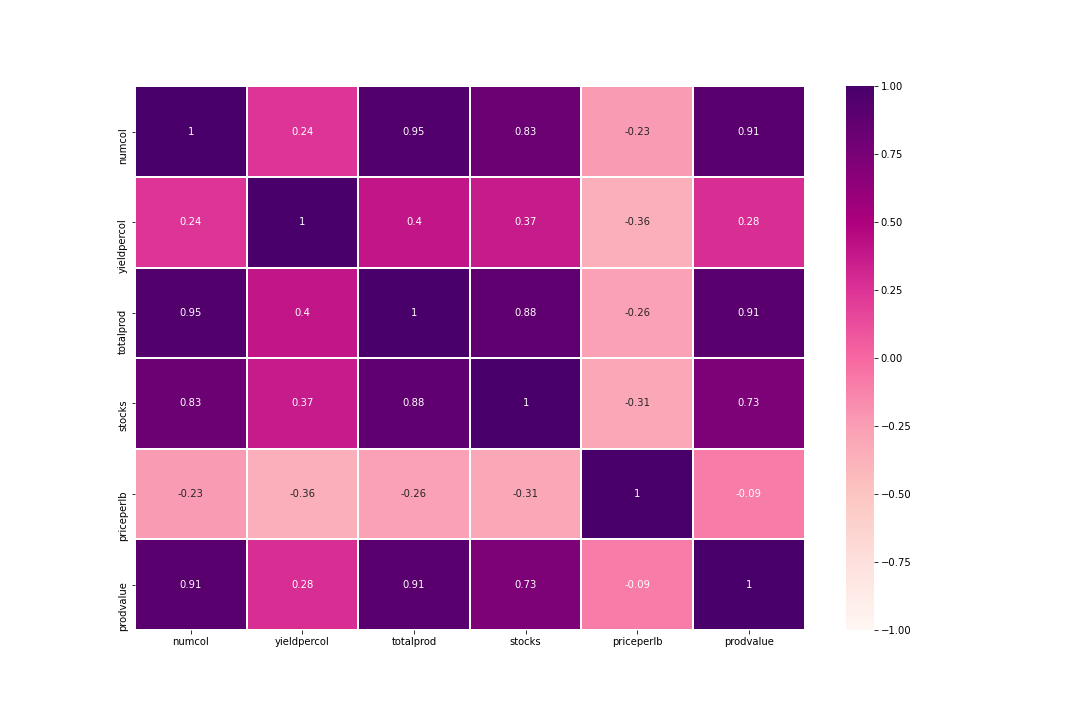 numcol 1 0.24 0.95 0.83 -0.23 0.91
yieldpercol 0.24 1 0.4 0.37 -0.36 0.28
totalprod 0.95 0.4 1 0.88 -0.26 0.91
stocks 0.83 0.37 0.88 1 -0.31 0.73
priceperlb -0.23 -0.36 -0.26 -0.31 1 -0.09
prodvalue 0.91 0.28 0.91 0.73 -0.09 1
numcol yieldpercol totalprod stocks priceperlb prodvalue
1.00
0.75
0.50
0.25
0.00
−0.25
−0.50
−0.75
−1.00